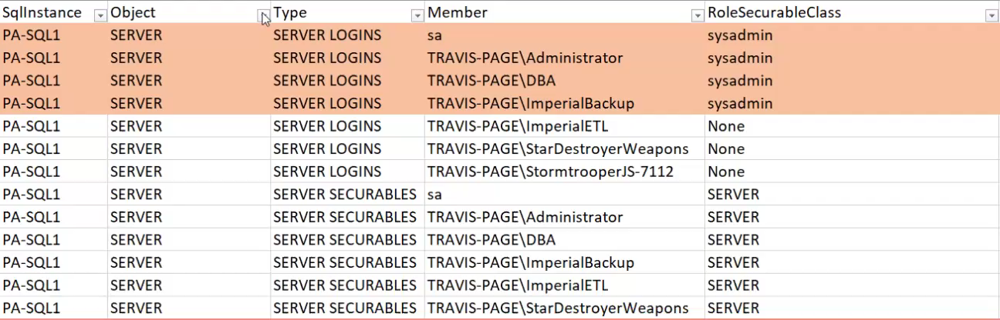 SqlInstance Object Type Member RoleSecurableClass
PA-SQL1 SERVER SERVER LOGINS sa sysadmin
PA-SQL1 SERVER SERVER LOGINS TRAVIS-PAGE\Administrator sysadmin
PA-SQL1 SERVER SERVER LOGINS TRAVIS-PAGE\DBA sysadmin
PA-SQL1 SERVER SERVER LOGINS TRAVIS-PAGE\ImperialBackup sysadmin
PA-SQL1 SERVER SERVER LOGINS TRAVIS-PAGE\ImperialETL None
PA-SQL1 SERVER SERVER LOGINS TRAVIS-PAGE\StarDestroyerWeapons None
PA-SQL1 SERVER SERVER LOGINS TRAVIS-PAGE\StormtrooperJS-7112 None
PA-SQL1 SERVER SERVER SECURABLES sa SERVER
PA-SQL1 SERVER SERVER SECURABLES TRAVIS-PAGE\Administrator SERVER
PA-SQL1 SERVER SERVER SECURABLES TRAVIS-PAGE\DBA SERVER
PA-SQL1 SERVER SERVER SECURABLES TRAVIS-PAGE\ImperialBackup SERVER
PA-SQL1 SERVER SERVER SECURABLES TRAVIS-PAGE\ImperialETL SERVER
PA-SQL1 SERVER SERVER SECURABLES TRAVIS-PAGE\StarDestroyerWeapons SERVER